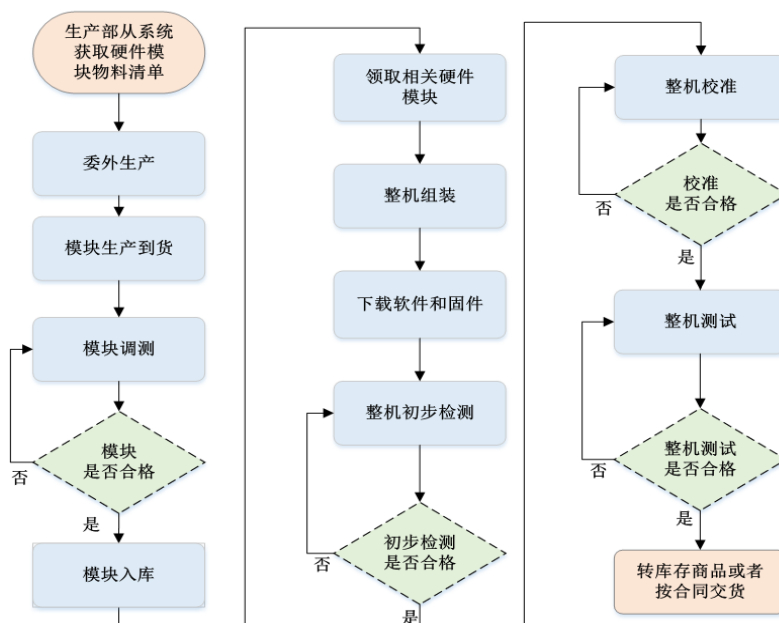 生产部从系统
获取硬件模
块物料清单
委外生产
模块生产到货
模块调测
模块
是否合格
否
是
模块入库
领取相关硬件
模块
整机组装
下载软件和固件
整机初步检测
初步检测
是否合格
否
是
整机校准
校准
是否合格
否
是
整机测试
整机测试
是否合格
否
是
转库存商品或者
按合同交货